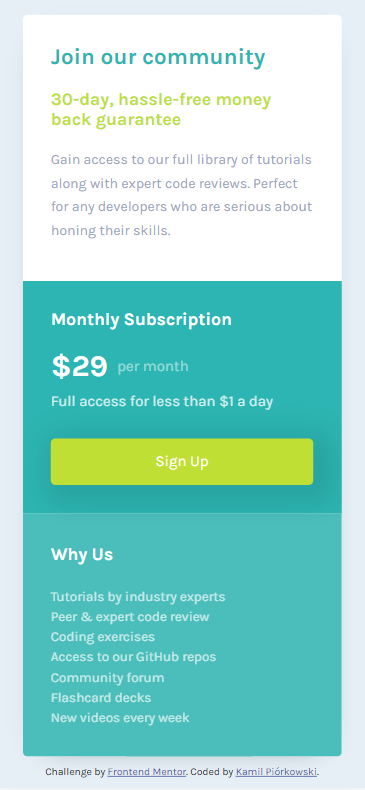 Join our community
30-day, hassle-free money
back guarantee
Gain access to our full library of tutorials
along with expert code reviews. Perfect
for any developers who are serious about
honing their skills.
Monthly Subscription
$29 per month
Full access for less than $1 a day
Sign Up
Why Us
Tutorials by industry experts
Peer & expert code review
Coding exercises
Access to our GitHub repos
Community forum
Flashcard decks
New videos every week
Challenge by Frontend Mentor. Coded by Kamil Piórkowski.